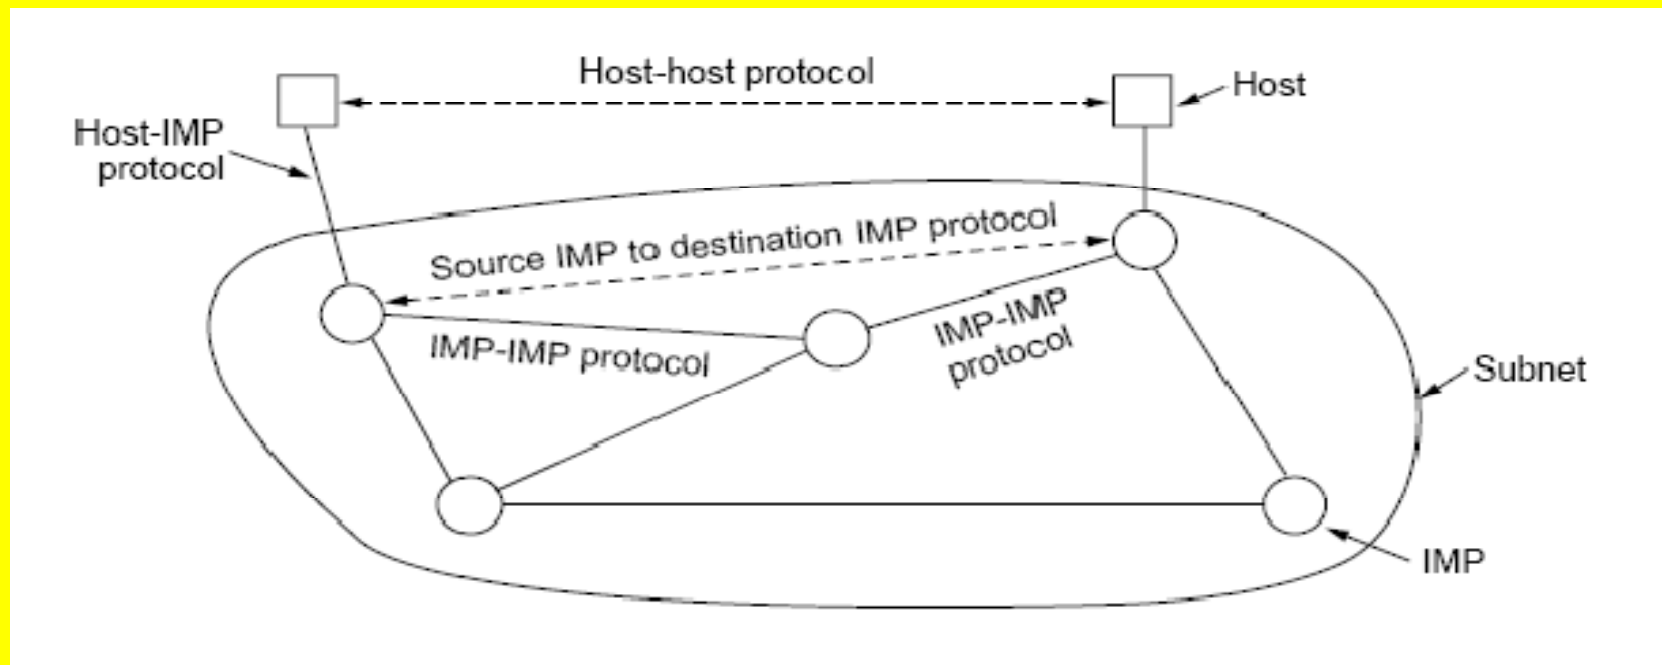 Host-host protocol
Host
Host-IMP
protocol
Source IMP to destination IMP protocol
IMP-IMP protocol
IMP-IMP
protocol
Subnet
IMP